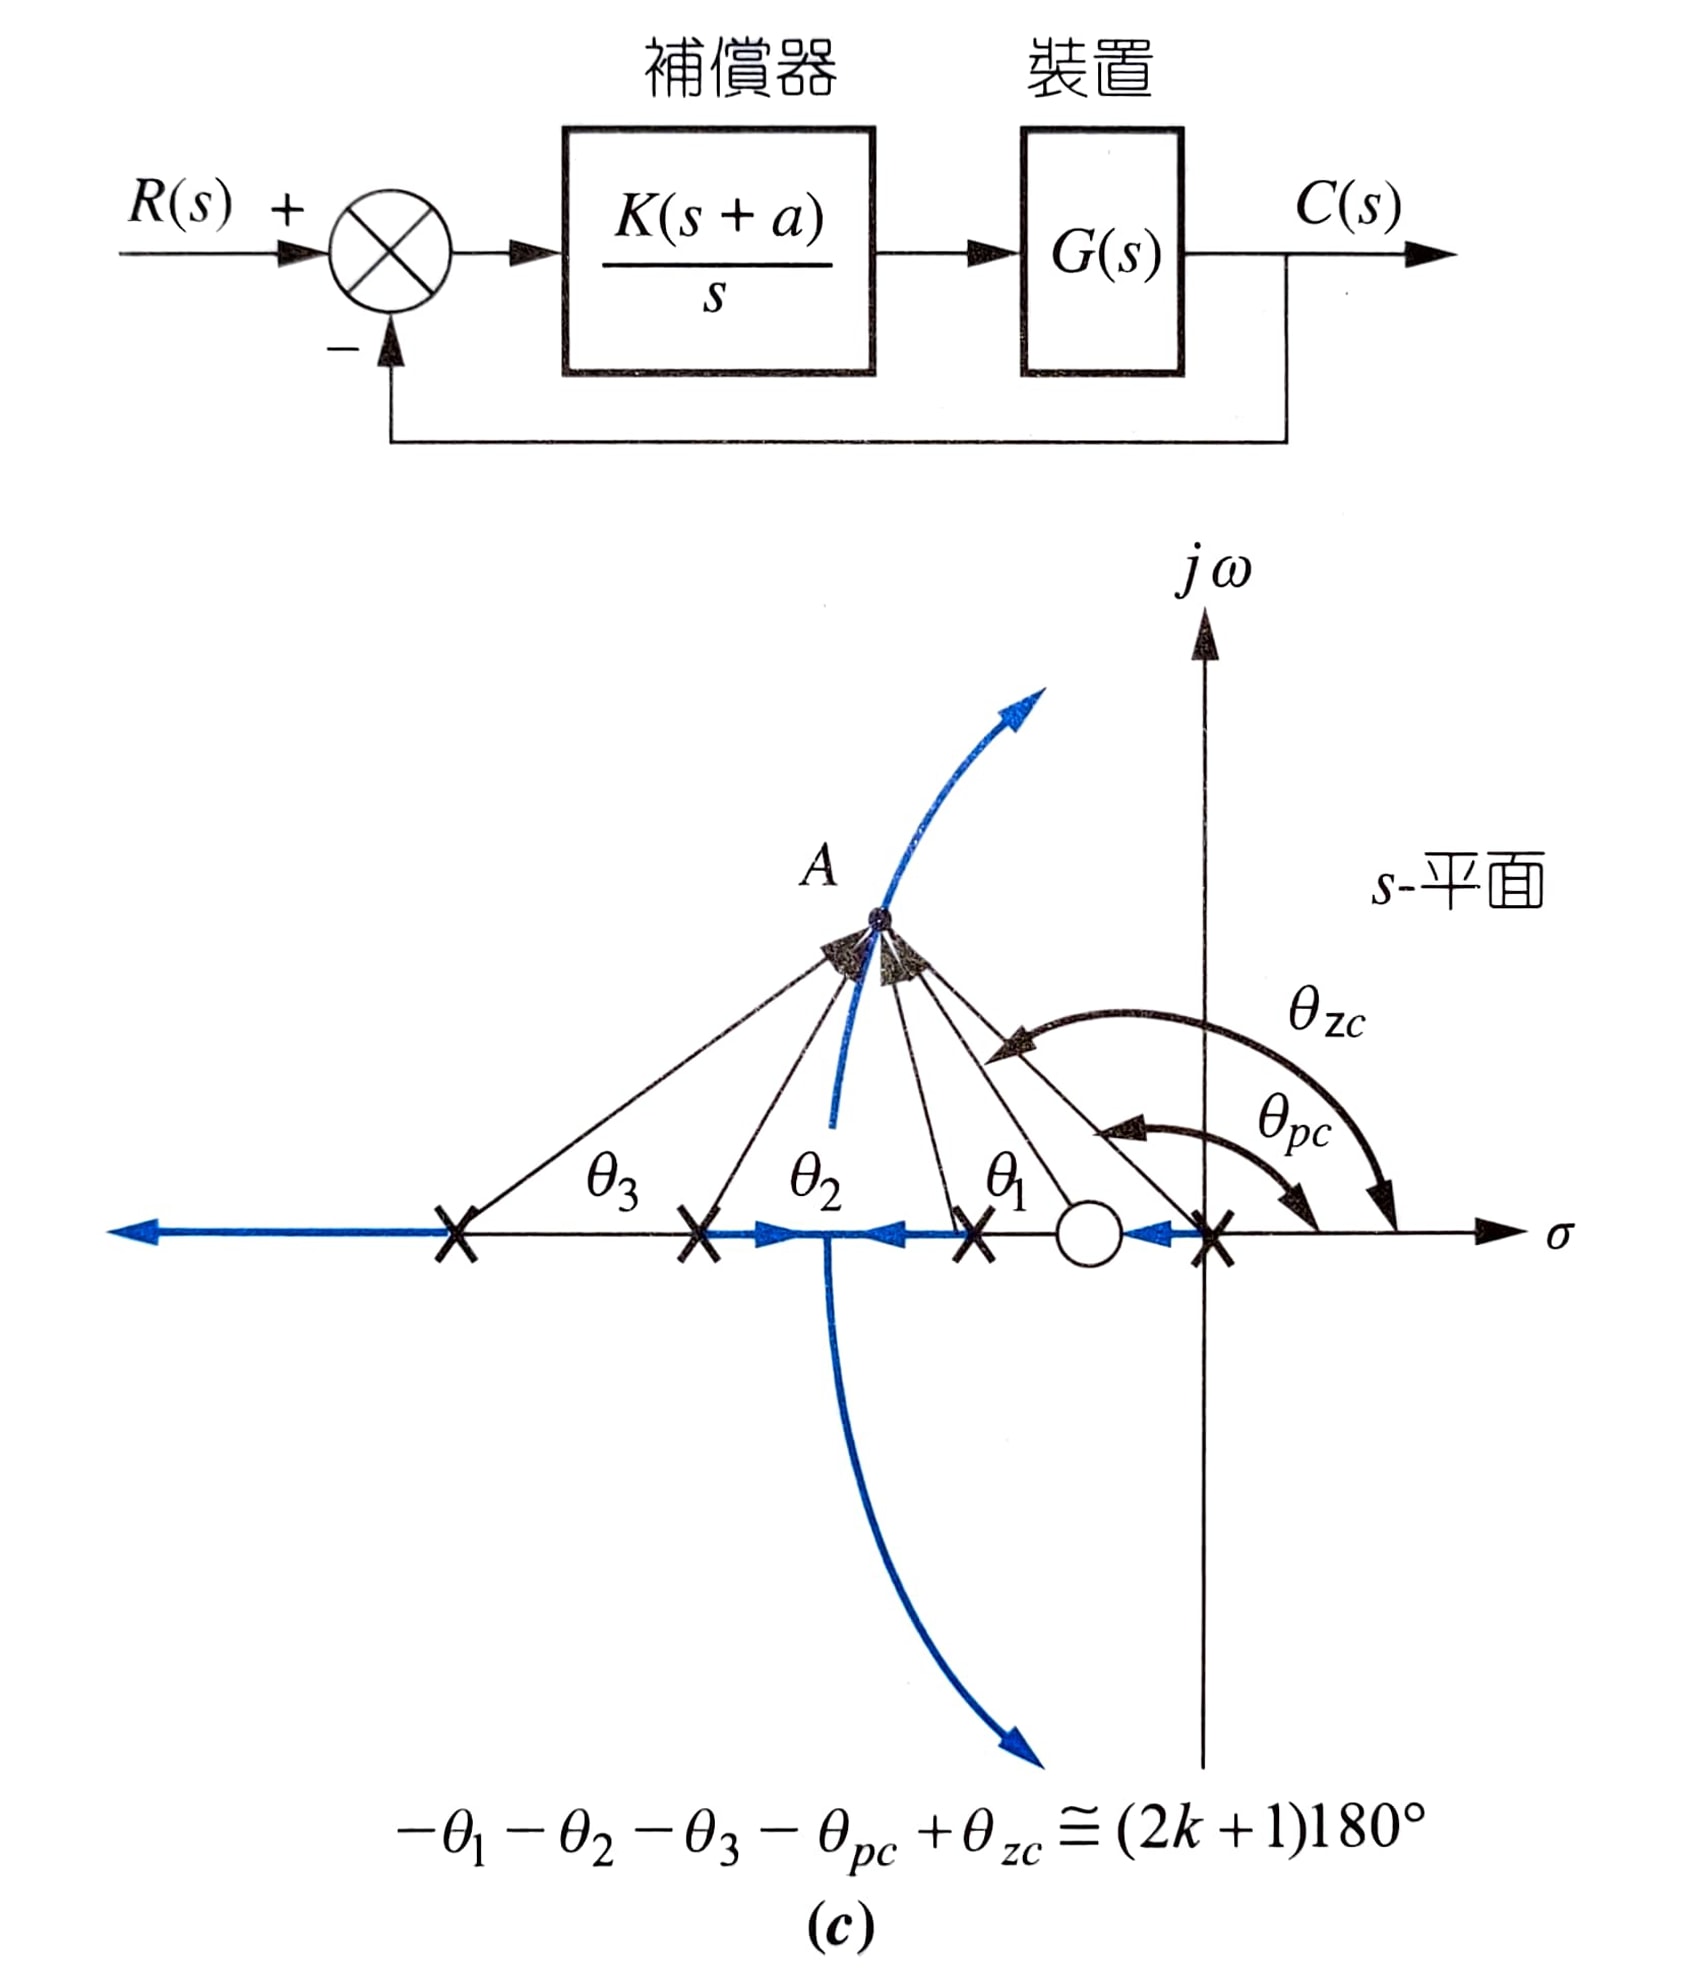 補償器 裝置
R(s) + K(s + a) G(s) C(s)
s
−
jω
A
s-平面
θzc
θpc
θ3 θ2 θ1
σ
−θ1 − θ2 − θ3 − θpc + θzc ≅ (2k + 1)180°
(c)